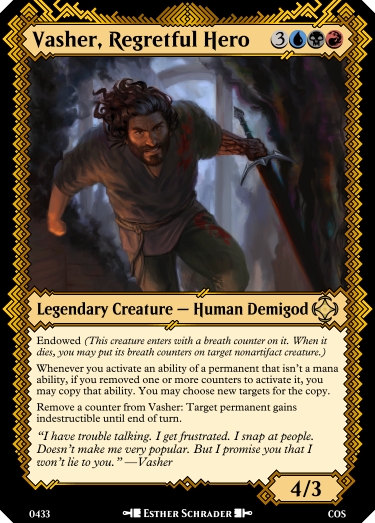 Vasher, Regretful Hero 3
Legendary Creature — Human Demigod
Endowed (This creature enters with a breath counter on it. When it
dies, you may put its breath counters on target nonartifact creature.)
Whenever you activate an ability of a permanent that isn't a mana
ability, if you removed one or more counters to activate it, you
may copy that ability. You may choose new targets for the copy.
Remove a counter from Vasher: Target permanent gains
indestructible until end of turn.
“I have trouble talking. I get frustrated. I snap at people.
Doesn't make me very popular. But I promise you that I
won't lie to you.” —Vasher
4/3
0433 Esther Schrader COS